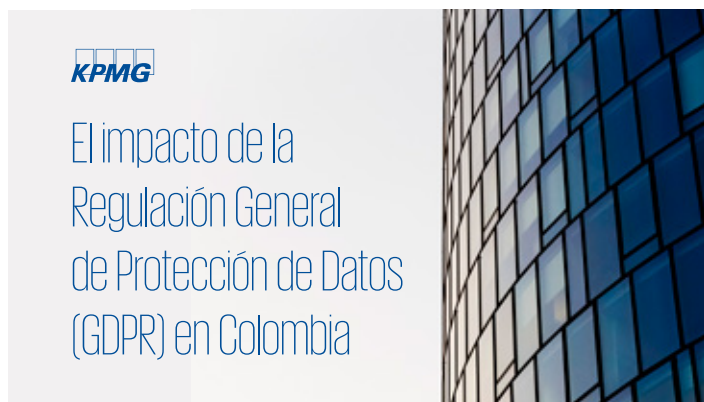 KPMG
El impacto de la
Regulación General
de Protección de Datos
(GDPR) en Colombia